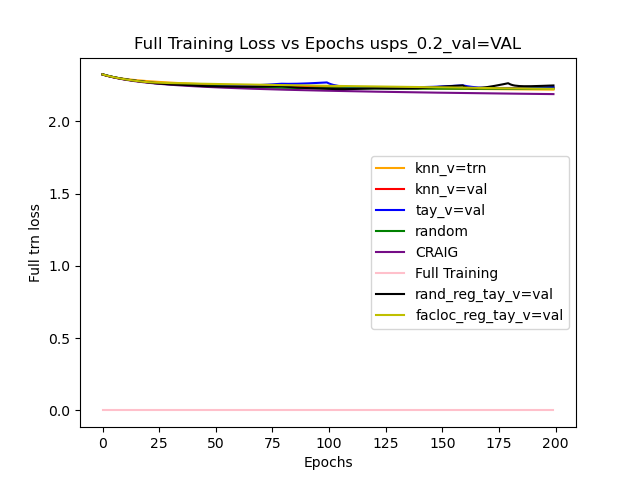 Full Training Loss vs Epochs usps_0.2_val=VAL
Full trn loss
2.0
1.5
1.0
0.5
0.0
knn_v=trn
knn_v=val
tay_v=val
random
CRAIG
Full Training
rand_reg_tay_v=val
facloc_reg_tay_v=val
0 25 50 75 100 125 150 175 200
Epochs